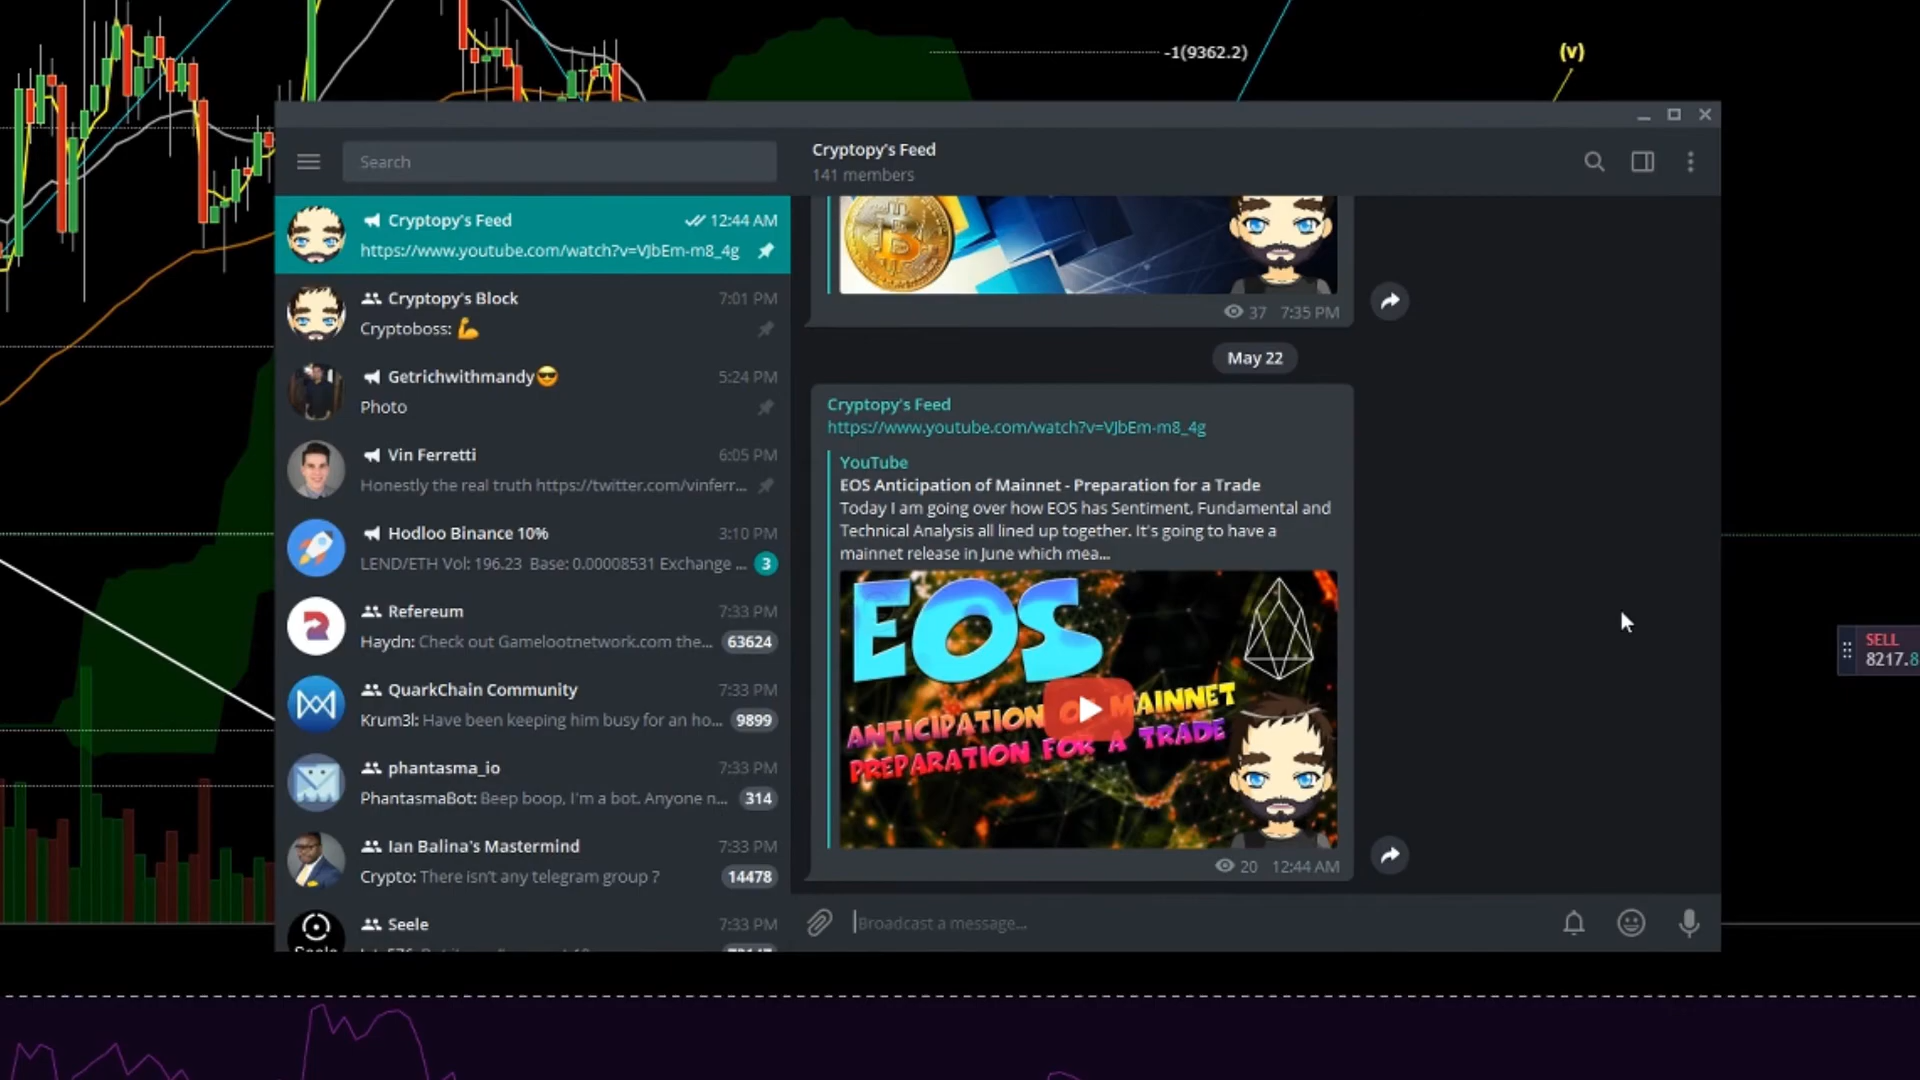 -1(9362.2)
(v)
Search
Cryptopy's Feed
141 members
Cryptopy's Feed
12:44 AM
https://www.youtube.com/watch?v=VJbEm-m8_4g
Cryptopy's Block
7:01 PM
Cryptoboss: 💪
Getrichwithmandy😎
5:24 PM
Photo
Vin Ferretti
6:05 PM
Honestly the real truth https://twitter.com/vinferr...
Hodloo Binance 10%
3:10 PM
LEND/ETH Vol: 196.23 Base: 0.00008531 Exchange ...
3
Refereum
7:33 PM
Haydn: Check out Gamelootnetwork.com the...
63624
QuarkChain Community
7:33 PM
Krum3l: Have been keeping him busy for an ho...
9899
phantasma_io
7:33 PM
PhantasmaBot: Beep boop, I'm a bot. Anyone n...
314
Ian Balina's Mastermind
7:33 PM
Crypto: There isn't any telegram group ?
14478
Seele
7:33 PM
37 7:35 PM
May 22
Cryptopy's Feed
https://www.youtube.com/watch?v=VJbEm-m8_4g
YouTube
EOS Anticipation of Mainnet - Preparation for a Trade
Today I am going over how EOS has Sentiment, Fundamental and
Technical Analysis all lined up together. It's going to have a
mainnet release in June which mea...
EOS
ANTICIPATION OF MAINNET
PREPARATION FOR A TRADE
20 12:44 AM
Broadcast a message...
SELL
8217.8